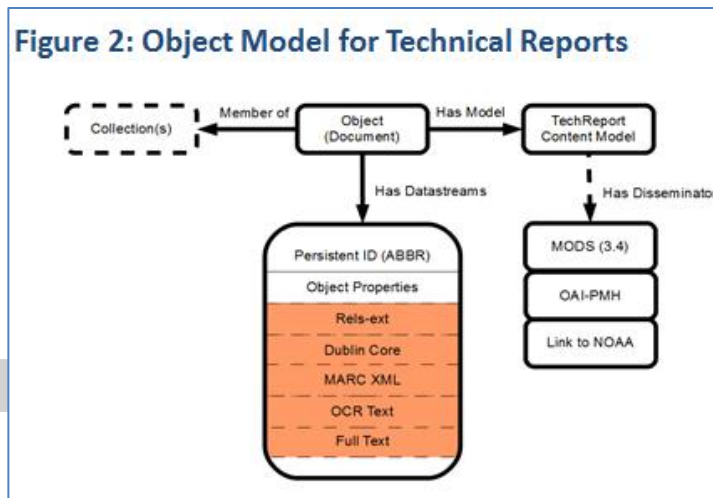 Figure 2: Object Model for Technical Reports
Collection(s)
Member of
Object
(Document)
Has Model
TechReport
Content Model
Has Datastreams
Has Disseminator
Persistent ID (ABBR)
Object Properties
Rels-ext
Dublin Core
MARC XML
OCR Text
Full Text
MODS (3.4)
OAI-PMH
Link to NOAA